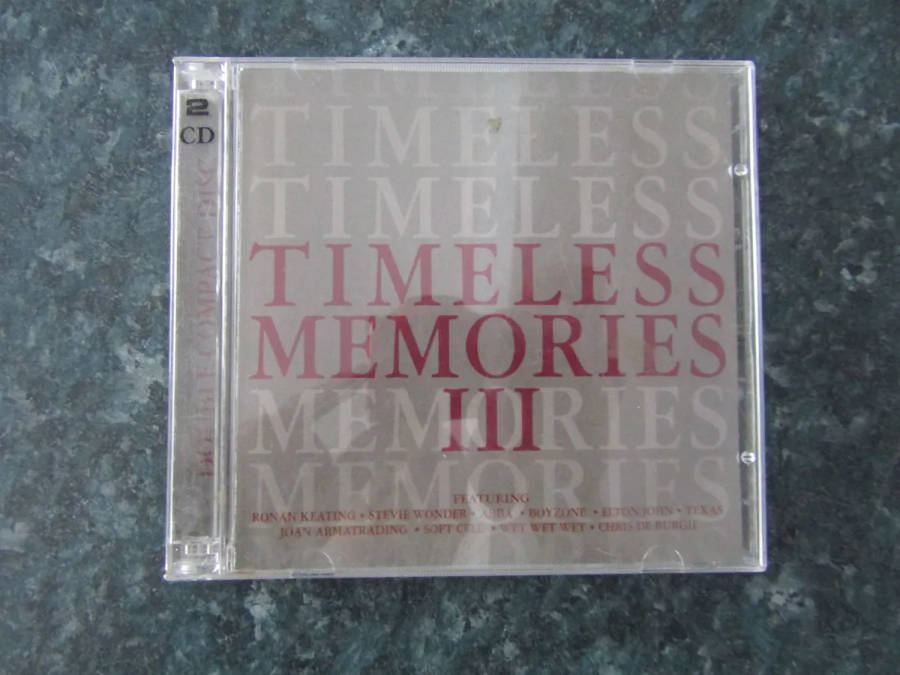 2
CD
DOUBLE COMPACT DISC
TIMELESS
TIMELESS
TIMELESS
TIMELESS
MEMORIES
III
MEMORIES
MEMORIES
FEATURING
RONAN KEATING • STEVIE WONDER • ABBA • BOYZONE • ELTON JOHN • TEXAS
JOAN ARMATRADING • SOFT CELL • WET WET WET • CHRIS DE BURGH